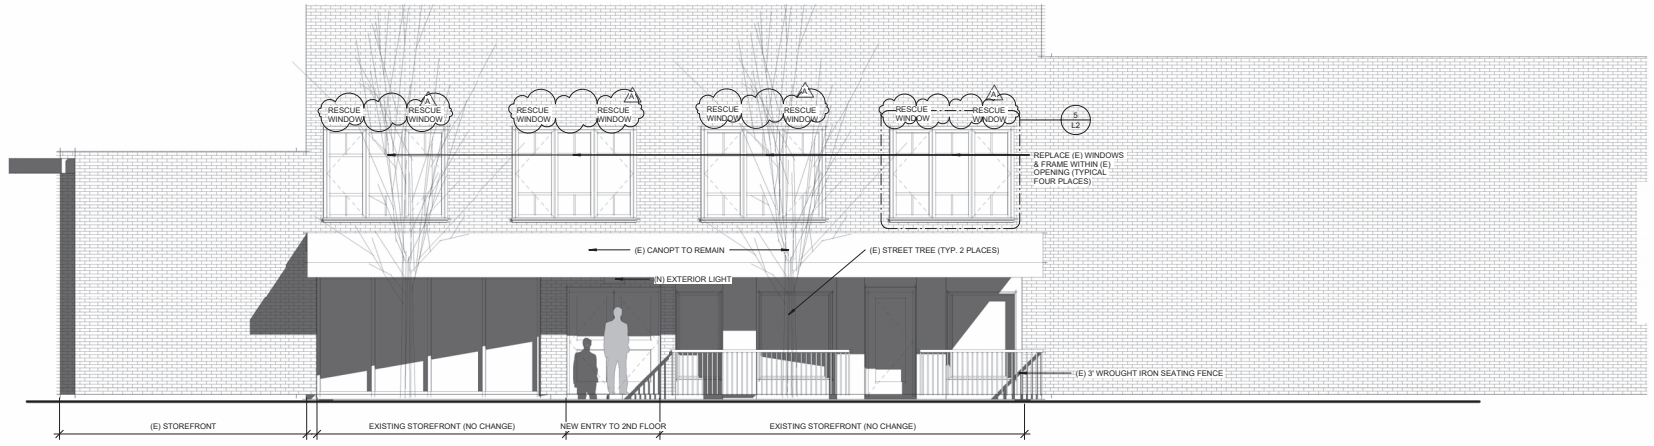 A
A
A
A
RESCUE
WINDOW
RESCUE
WINDOW
RESCUE
WINDOW
RESCUE
WINDOW
RESCUE
WINDOW
RESCUE
WINDOW
RESCUE
WINDOW
RESCUE
WINDOW
5
L2
REPLACE (E) WINDOWS
& FRAME WITHIN (E)
OPENING (TYPICAL
FOUR PLACES)
(E) CANOPT TO REMAIN
(E) STREET TREE (TYP. 2 PLACES)
(N) EXTERIOR LIGHT
(E) 3' WROUGHT IRON SEATING FENCE
(E) STOREFRONT
EXISTING STOREFRONT (NO CHANGE)
NEW ENTRY TO 2ND FLOOR
EXISTING STOREFRONT (NO CHANGE)